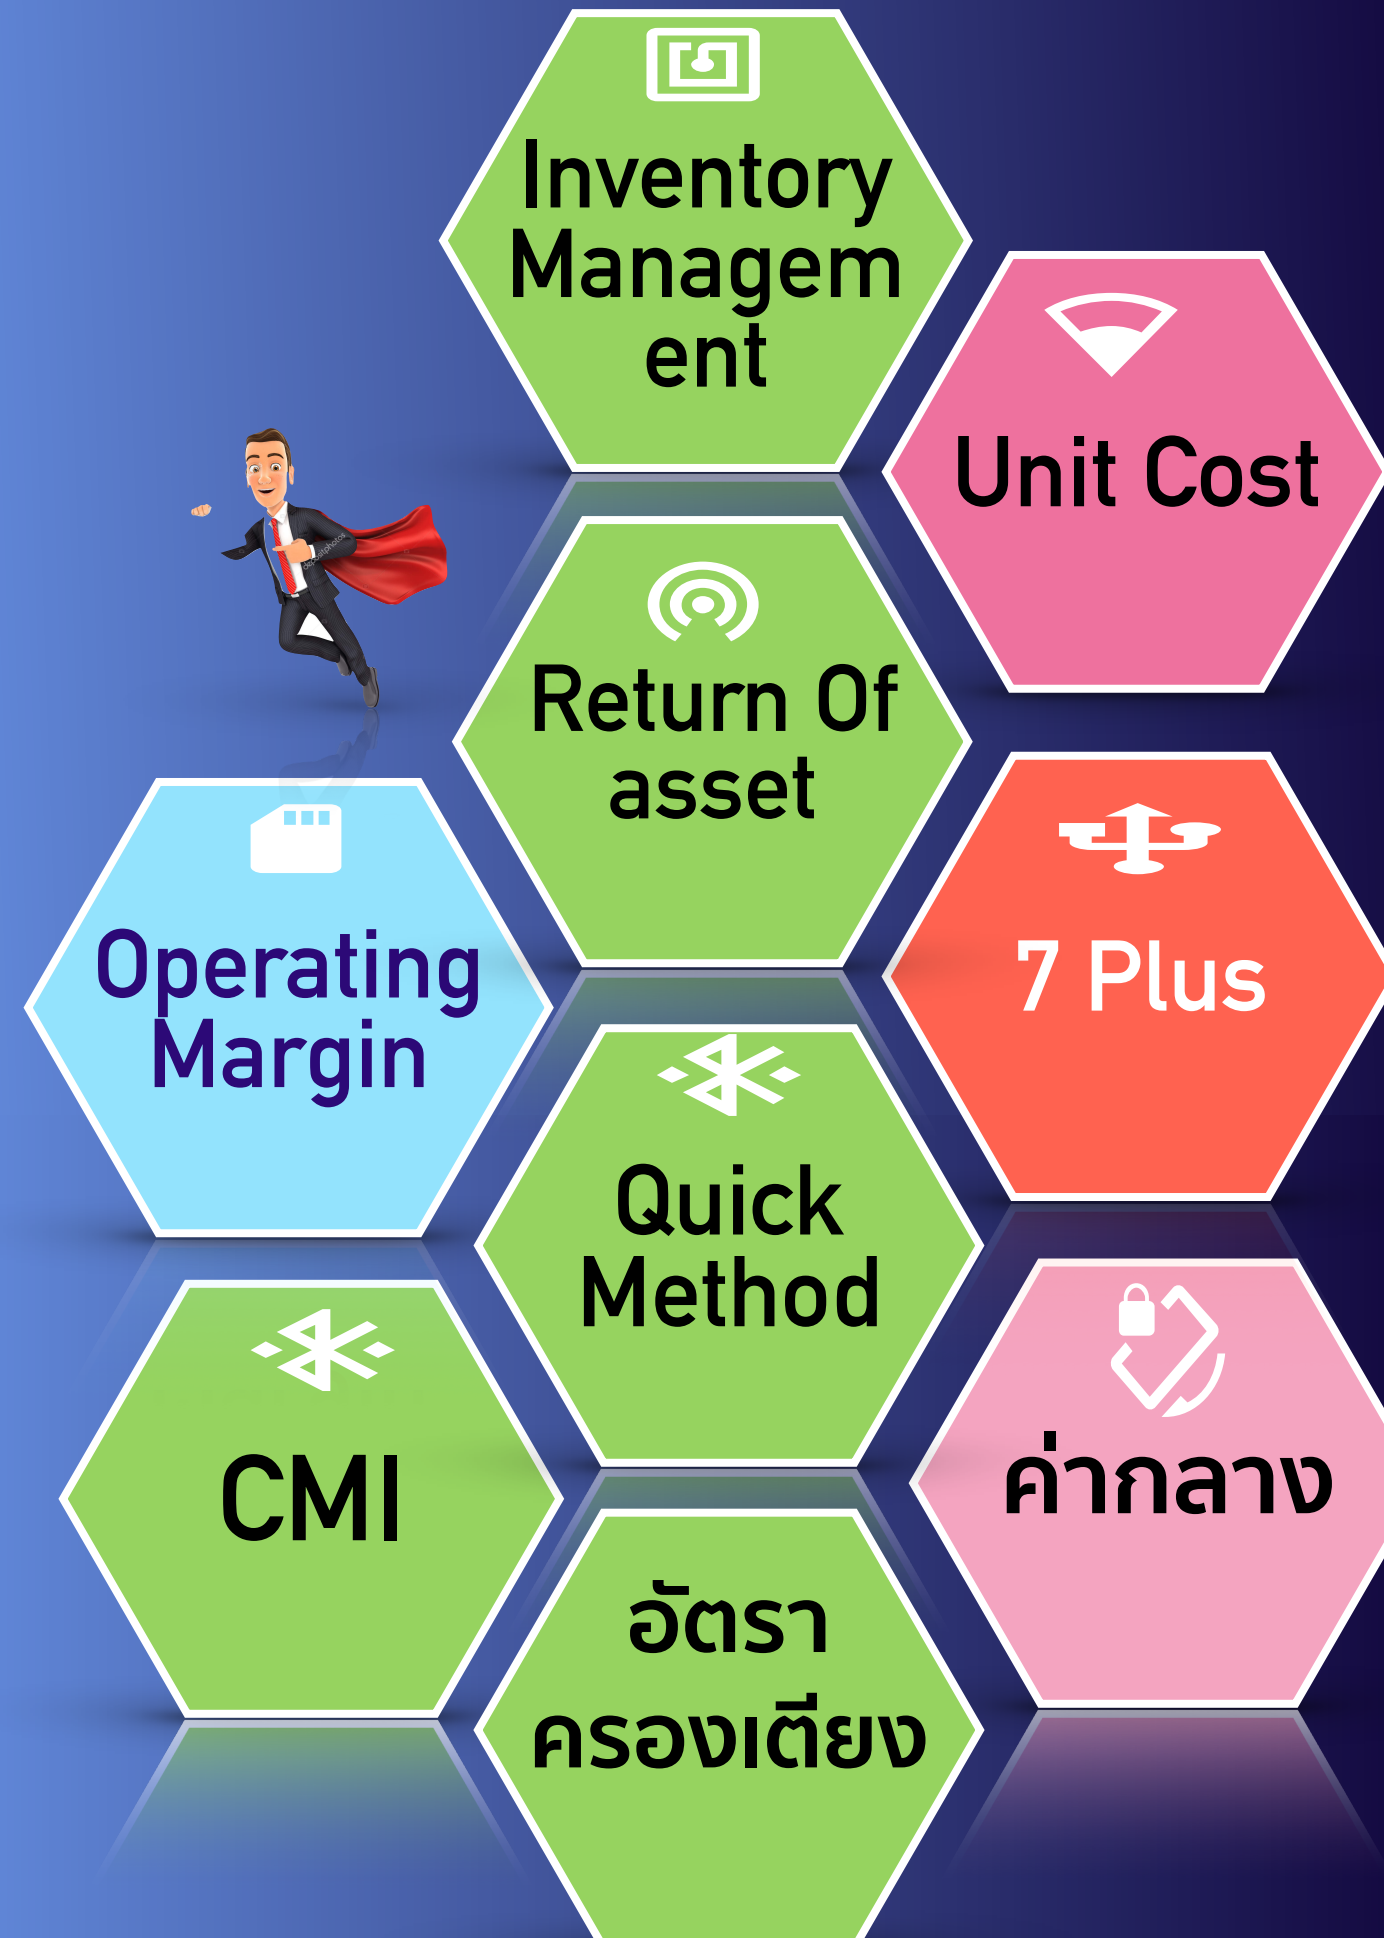 Inventory
Managem
ent
Unit Cost
depositphotos
Return Of
asset
Operating
Margin
7 Plus
Quick
Method
CMI
ค่ากลาง
อัตรา
ครองเตียง